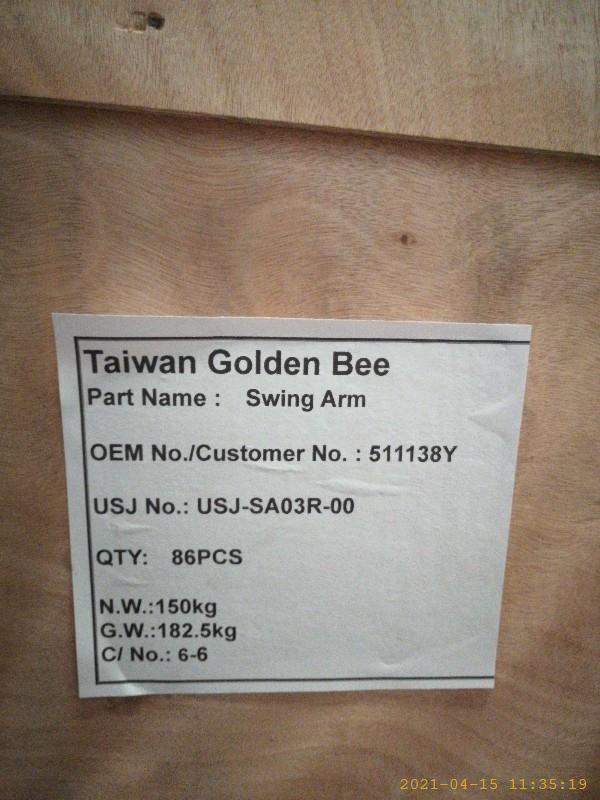 Taiwan Golden Bee
Part Name : Swing Arm
OEM No./Customer No. : 511138Y
USJ No.: USJ-SA03R-00
QTY: 86PCS
N.W.:150kg
G.W.:182.5kg
C/ No.: 6-6
2021-04-15 11:35:19